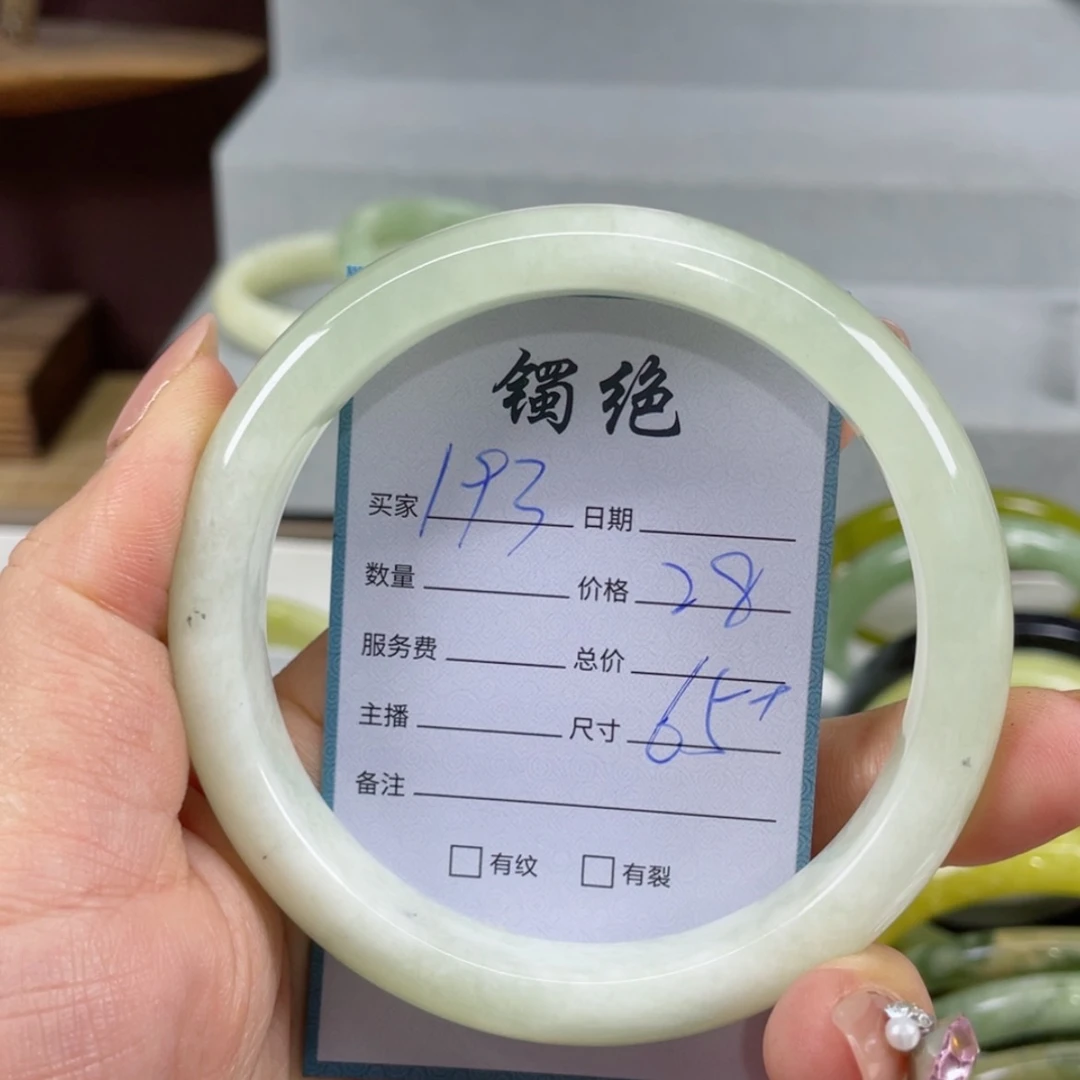 镯绝
买家 193 日期
数量 价格 28
服务费 总价
主播 尺寸 65+
备注
有纹 有裂